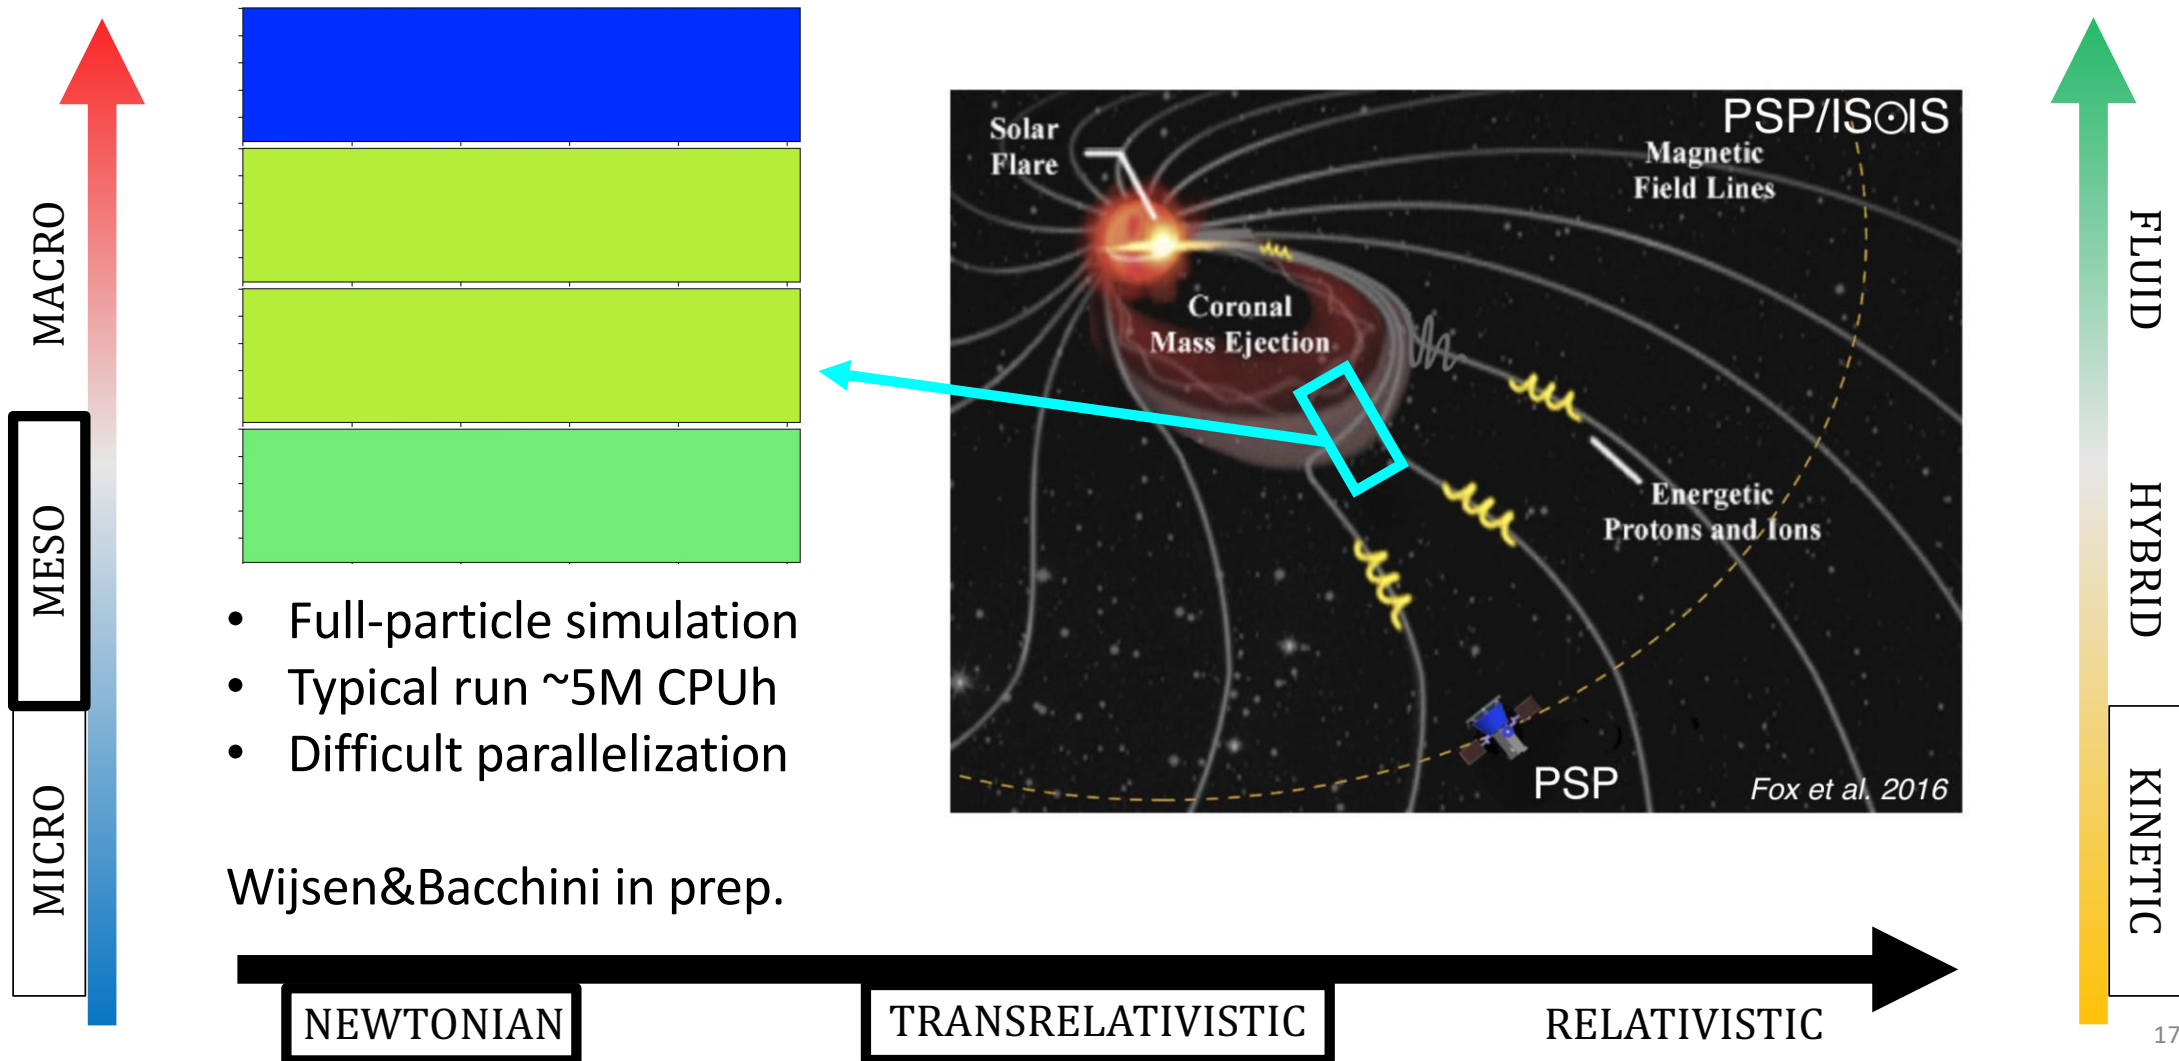 MACRO
MESO
MICRO
• Full-particle simulation
• Typical run ~5M CPUh
• Difficult parallelization
Wijsen&Bacchini in prep.
PSP/IS☉IS
Solar
Flare
Magnetic
Field Lines
Coronal
Mass Ejection
Energetic
Protons and Ions
PSP
Fox et al. 2016
FLUID
HYBRID
KINETIC
NEWTONIAN
TRANSRELATIVISTIC
RELATIVISTIC
17